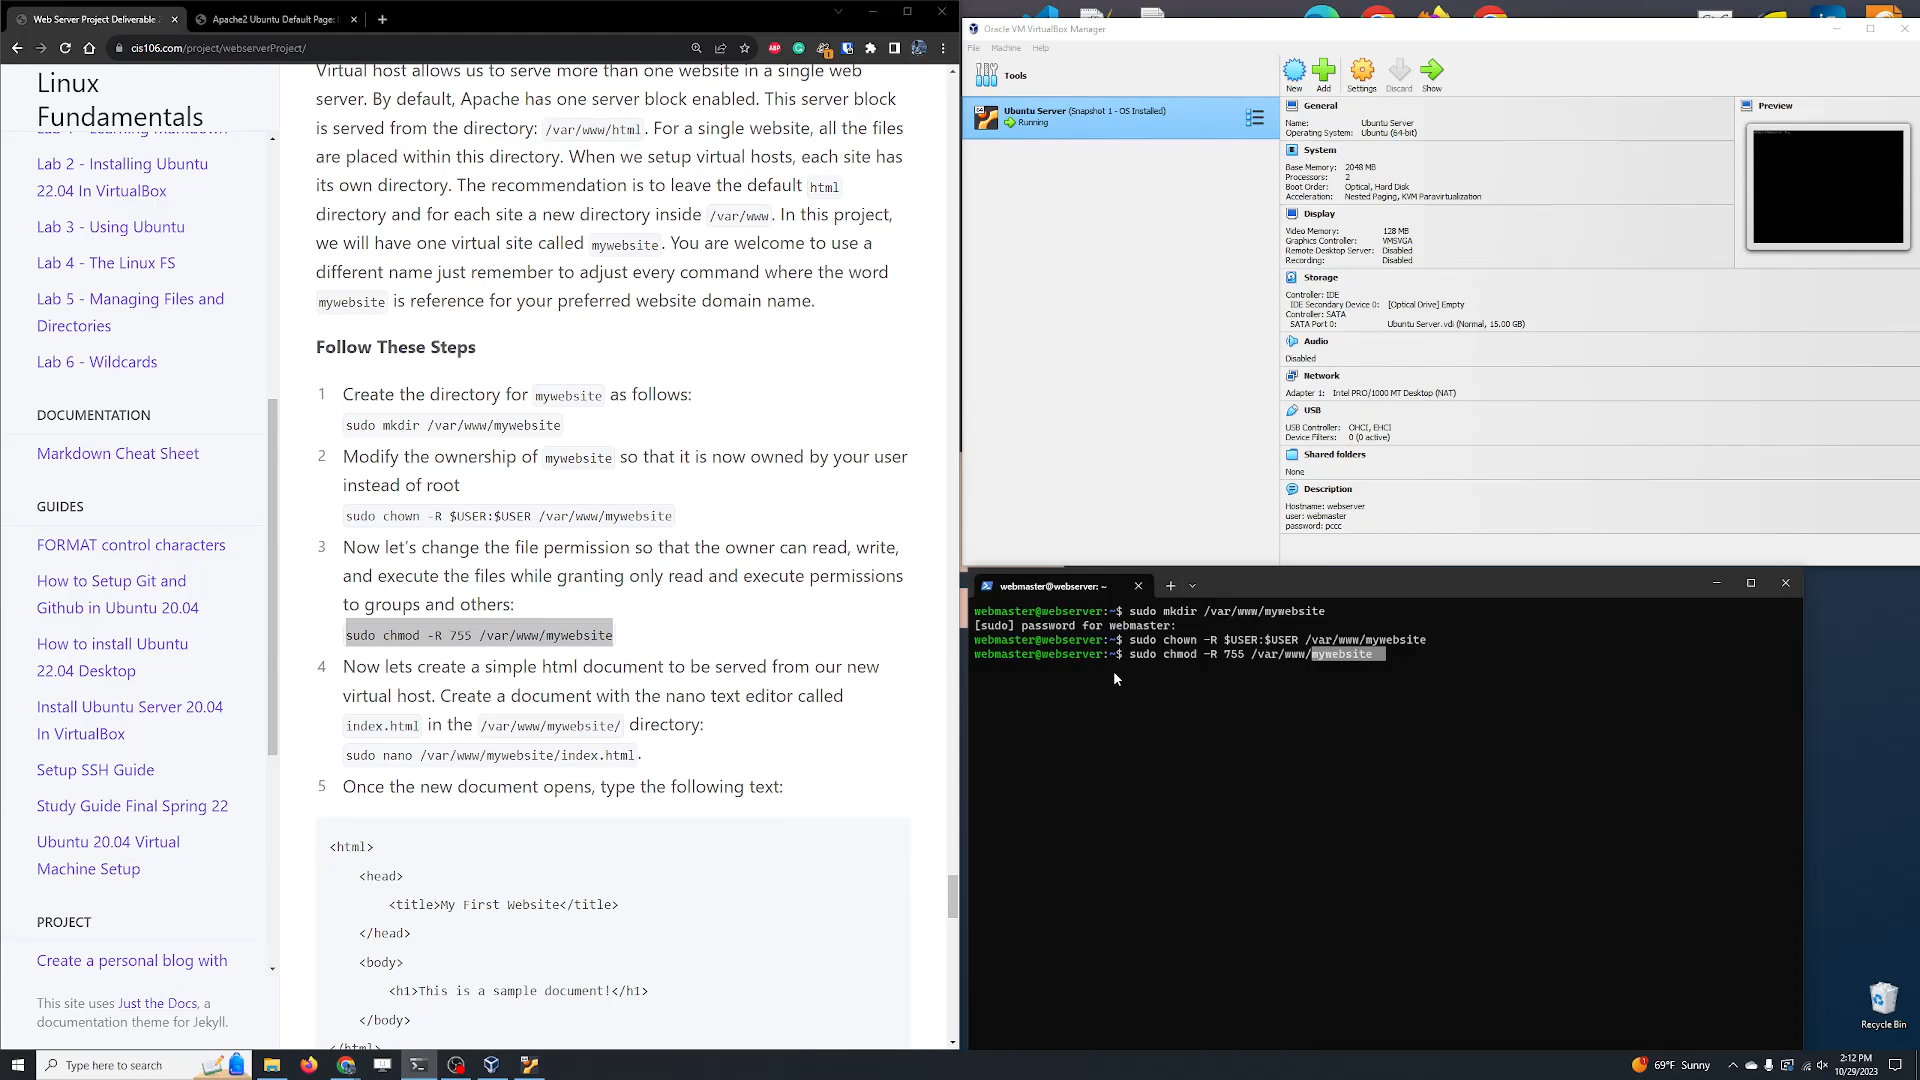 Web Server Project Deliverable
Apache2 Ubuntu Default Page:
cis106.com/project/webserverProject/
Linux
Fundamentals
Lab 2 - Installing Ubuntu
22.04 In VirtualBox
Lab 3 - Using Ubuntu
Lab 4 - The Linux FS
Lab 5 - Managing Files and
Directories
Lab 6 - Wildcards
DOCUMENTATION
Markdown Cheat Sheet
GUIDES
FORMAT control characters
How to Setup Git and
Github in Ubuntu 20.04
How to install Ubuntu
22.04 Desktop
Install Ubuntu Server 20.04
In VirtualBox
Setup SSH Guide
Study Guide Final Spring 22
Ubuntu 20.04 Virtual
Machine Setup
PROJECT
Create a personal blog with
This site uses Just the Docs, a
documentation theme for Jekyll.
Virtual host allows us to serve more than one website in a single web
server. By default, Apache has one server block enabled. This server block
is served from the directory: /var/www/html. For a single website, all the files
are placed within this directory. When we setup virtual hosts, each site has
its own directory. The recommendation is to leave the default html
directory and for each site a new directory inside /var/www. In this project,
we will have one virtual site called mywebsite. You are welcome to use a
different name just remember to adjust every command where the word
mywebsite is reference for your preferred website domain name.
Follow These Steps
1 Create the directory for mywebsite as follows:
sudo mkdir /var/www/mywebsite
2 Modify the ownership of mywebsite so that it is now owned by your user
instead of root
sudo chown -R $USER:$USER /var/www/mywebsite
3 Now let's change the file permission so that the owner can read, write,
and execute the files while granting only read and execute permissions
to groups and others:
sudo chmod -R 755 /var/www/mywebsite
4 Now lets create a simple html document to be served from our new
virtual host. Create a document with the nano text editor called
index.html in the /var/www/mywebsite/ directory:
sudo nano /var/www/mywebsite/index.html.
5 Once the new document opens, type the following text:
<html>
<head>
<title>My First Website</title>
</head>
<body>
<h1>This is a sample document!</h1>
</body>
</html>
Oracle VM VirtualBox Manager
File Machine Help
Tools
New Add Settings Discard Show
Ubuntu Server (Snapshot 1 - OS Installed)
Running
General
Name: Ubuntu Server
Operating System: Ubuntu (64-bit)
System
Base Memory: 2048 MB
Processors: 2
Boot Order: Optical, Hard Disk
Acceleration: Nested Paging, KVM Paravirtualization
Display
Video Memory: 128 MB
Graphics Controller: VMSVGA
Remote Desktop Server: Disabled
Recording: Disabled
Storage
Controller: IDE
IDE Secondary Device 0: [Optical Drive] Empty
Controller: SATA
SATA Port 0: Ubuntu Server.vdi (Normal, 15.00 GB)
Audio
Disabled
Network
Adapter 1: Intel PRO/1000 MT Desktop (NAT)
USB
USB Controller: OHCI, EHCI
Device Filters: 0 (0 active)
Shared folders
None
Description
Hostname: webserver
user: webmaster
password: pccc
Preview
webmaster@webserver: ~
webmaster@webserver:~$ sudo mkdir /var/www/mywebsite
[sudo] password for webmaster:
webmaster@webserver:~$ sudo chown -R $USER:$USER /var/www/mywebsite
webmaster@webserver:~$ sudo chmod -R 755 /var/www/mywebsite
Recycle Bin
Type here to search
69°F Sunny
2:12 PM
10/29/2023